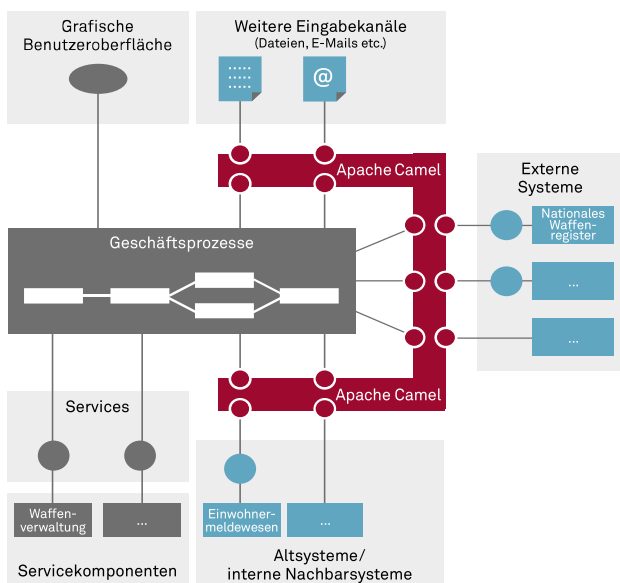 Grafische
Benutzeroberfläche
Weitere Eingabekanäle
(Dateien, E-Mails etc.)
@
Apache Camel
Externe
Systeme
Nationales
Waffen-
register
...
...
Geschäftsprozesse
Apache Camel
Services
Waffen-
verwaltung
...
Servicekomponenten
Einwohner-
meldewesen
...
Altsysteme/
interne Nachbarsysteme